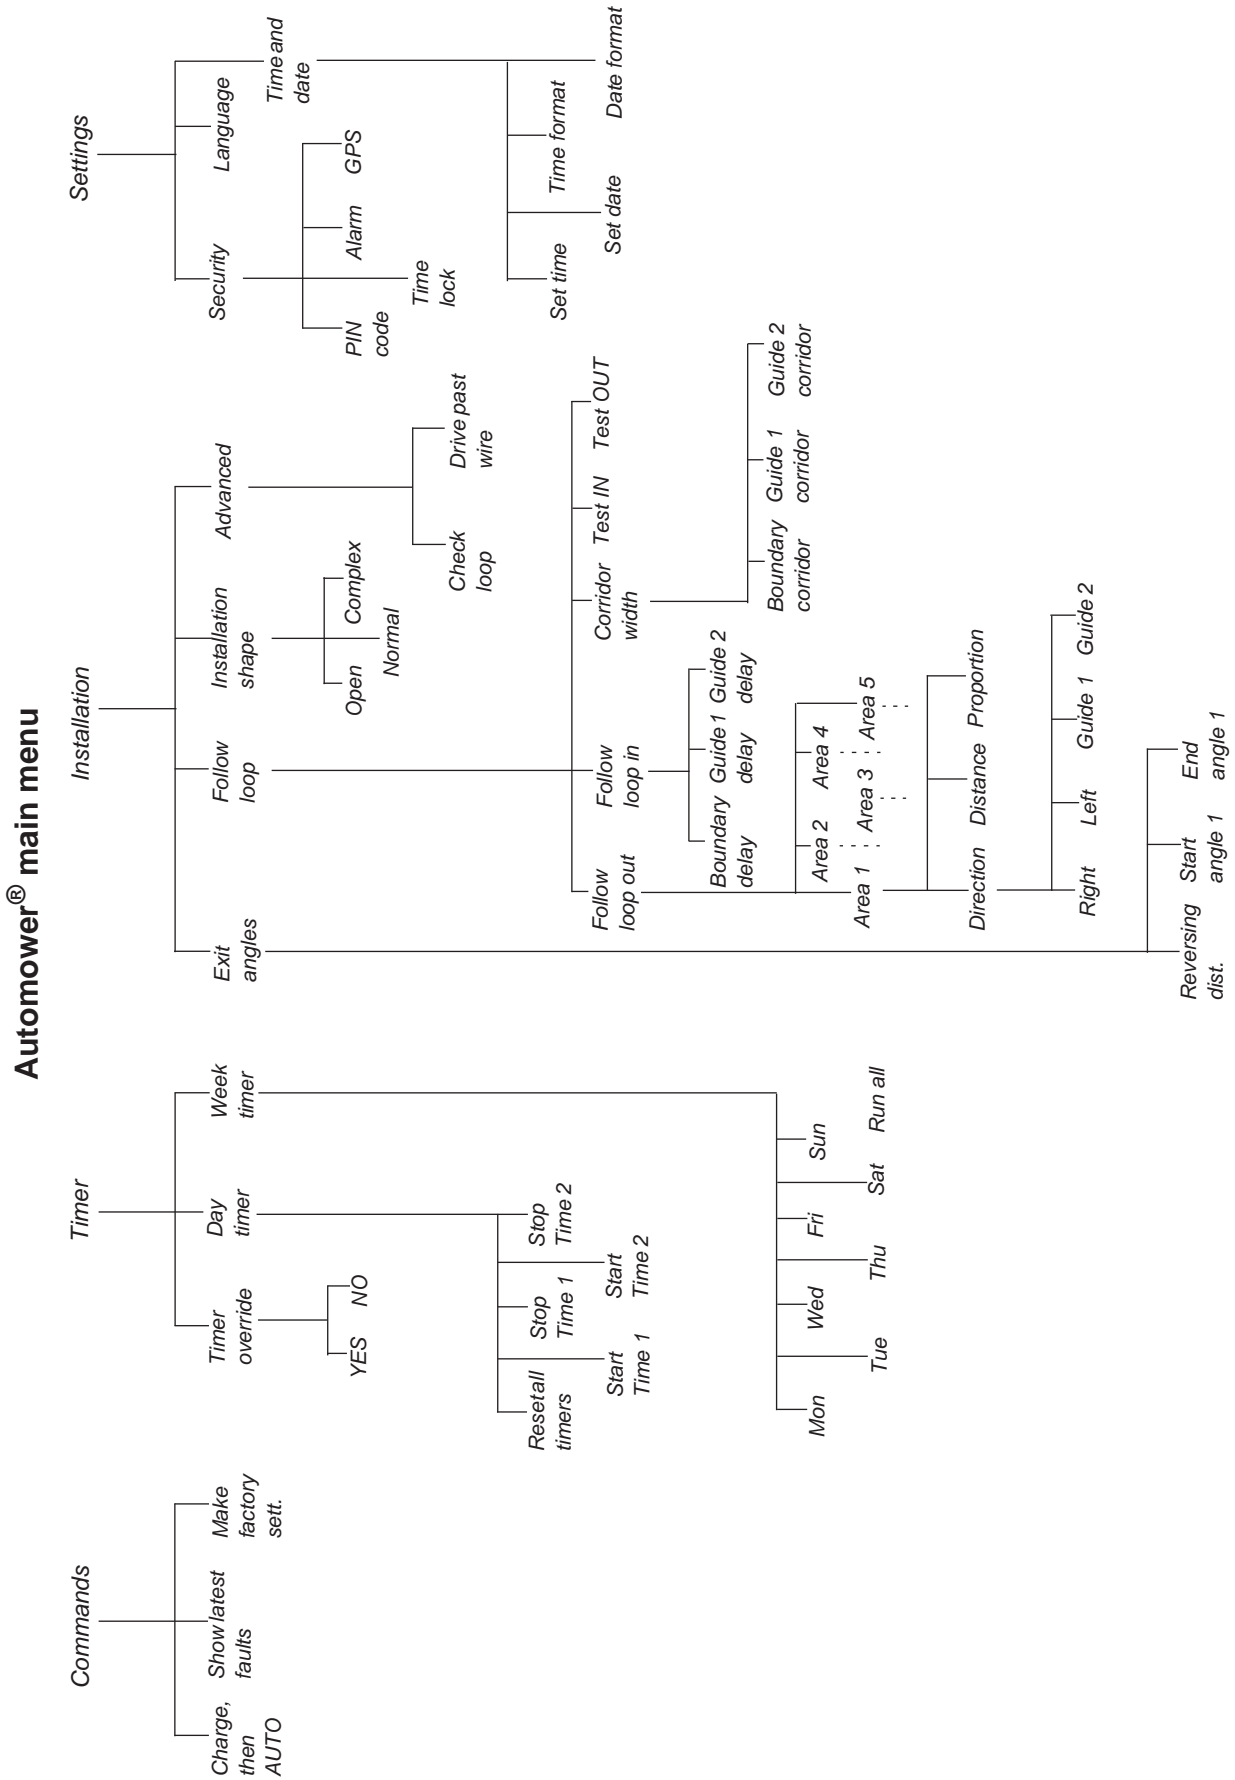 Automower® main menu
Commands
Charge,
then
AUTO
Show latest
faults
Make
factory
sett.
Timer
Timer
override
YES
NO
Day
timer
Reset all
timers
Start
Time 1
Stop
Time 1
Start
Time 2
Stop
Time 2
Week
timer
Mon
Tue
Wed
Thu
Fri
Sat
Sun
Run all
Installation
Exit
angles
Reversing
dist.
Start
angle 1
End
angle 1
Follow
loop
Follow
loop out
Area 1
Area 2
Area 3
Area 4
Area 5
Direction
Distance
Proportion
Right
Left
Guide 1
Guide 2
Follow
loop in
Boundary
delay
Guide 1
delay
Guide 2
delay
Corridor
width
Boundary
corridor
Guide 1
corridor
Guide 2
corridor
Test IN
Test OUT
Installation
shape
Open
Normal
Complex
Advanced
Check
loop
Drive past
wire
Settings
Security
PIN
code
Time
lock
Alarm
GPS
Language
Time and
date
Set time
Set date
Time format
Date format